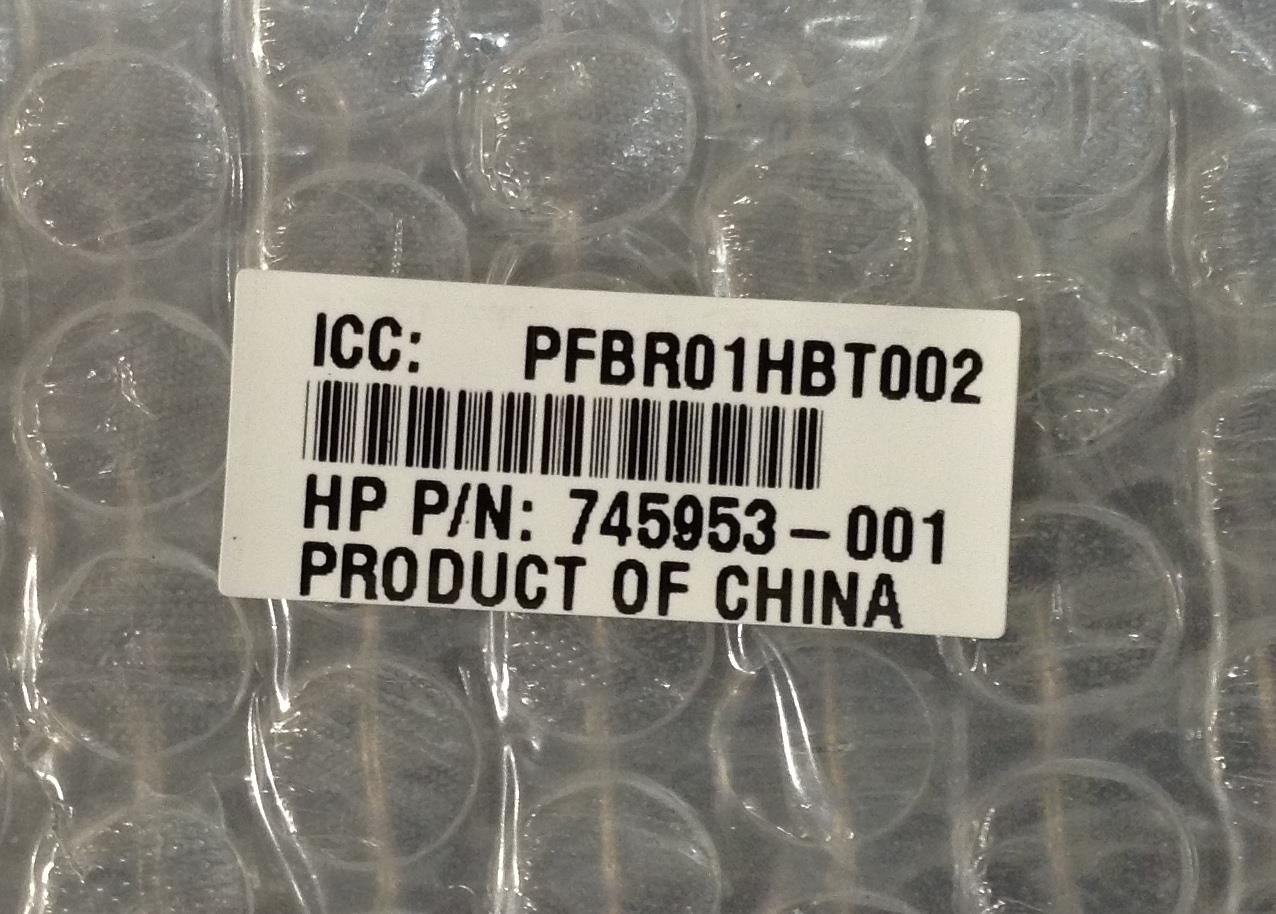 ICC: PFBR01HBT002
HP P/N: 745953-001
PRODUCT OF CHINA